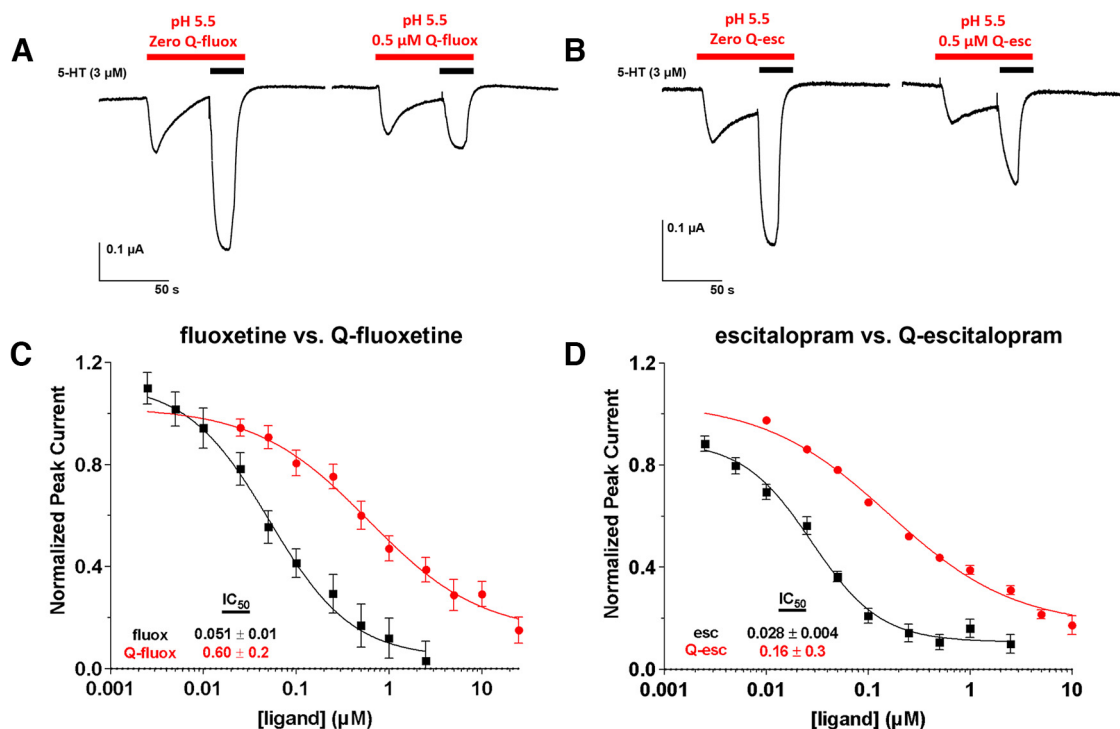 A
pH 5.5
Zero Q-fluox
pH 5.5
0.5 µM Q-fluox
5-HT (3 µM)
0.1 µA
50 s
B
pH 5.5
Zero Q-esc
pH 5.5
0.5 µM Q-esc
5-HT (3 µM)
0.1 µA
50 s
C
fluoxetine vs. Q-fluoxetine
Normalized Peak Current
1.2
0.8
0.4
0.0
IC50
fluox 0.051 ± 0.01
Q-fluox 0.60 ± 0.2
0.001 0.01 0.1 1 10
[ligand] (µM)
D
escitalopram vs. Q-escitalopram
Normalized Peak Current
1.2
0.8
0.4
0.0
IC50
esc 0.028 ± 0.004
Q-esc 0.16 ± 0.3
0.001 0.01 0.1 1 10
[ligand] (µM)